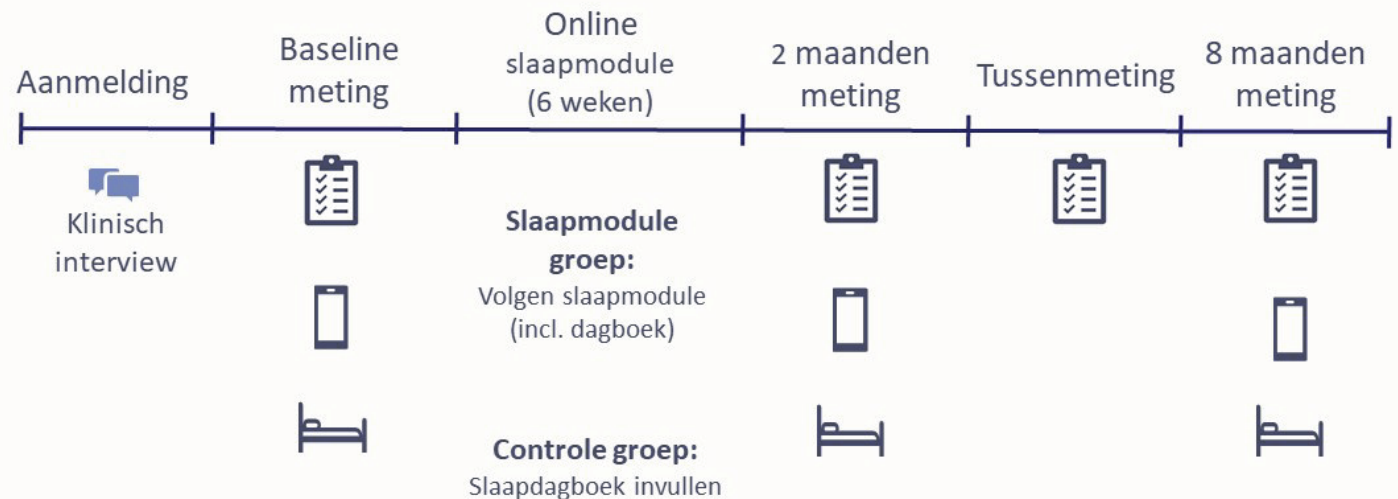 Aanmelding
Baseline
meting
Online
slaapmodule
(6 weken)
2 maanden
meting
Tussenmeting
8 maanden
meting
Klinisch
interview
Slaapmodule
groep:
Volgen slaapmodule
(incl. dagboek)
Controle groep:
Slaapdagboek invullen